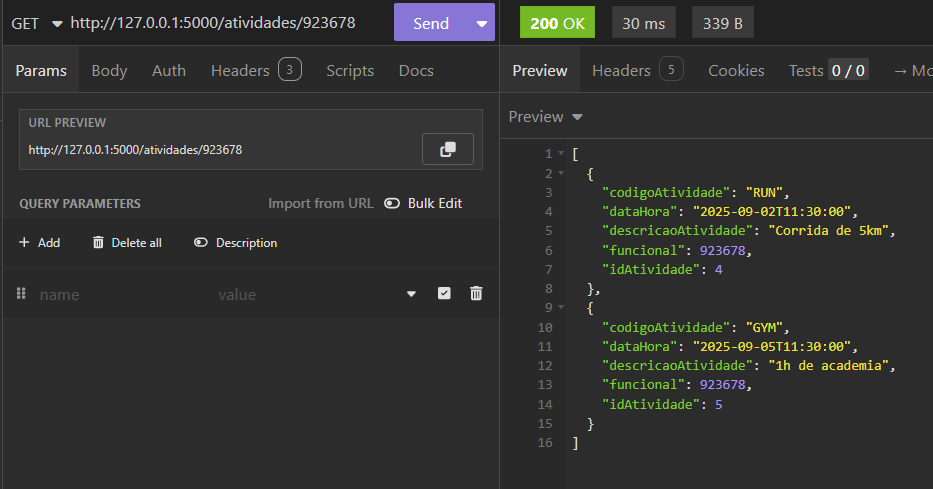 GET http://127.0.0.1:5000/atividades/923678 Send
Params Body Auth Headers 3 Scripts Docs
URL PREVIEW
http://127.0.0.1:5000/atividades/923678
QUERY PARAMETERS Import from URL Bulk Edit
Add Delete all Description
name value
200 OK 30 ms 339 B
Preview Headers 5 Cookies Tests 0 / 0 → Mo
Preview
1 [
2 {
3 "codigoAtividade": "RUN",
4 "dataHora": "2025-09-02T11:30:00",
5 "descricaoAtividade": "Corrida de 5km",
6 "funcional": 923678,
7 "idAtividade": 4
8 },
9 {
10 "codigoAtividade": "GYM",
11 "dataHora": "2025-09-05T11:30:00",
12 "descricaoAtividade": "1h de academia",
13 "funcional": 923678,
14 "idAtividade": 5
15 }
16 ]